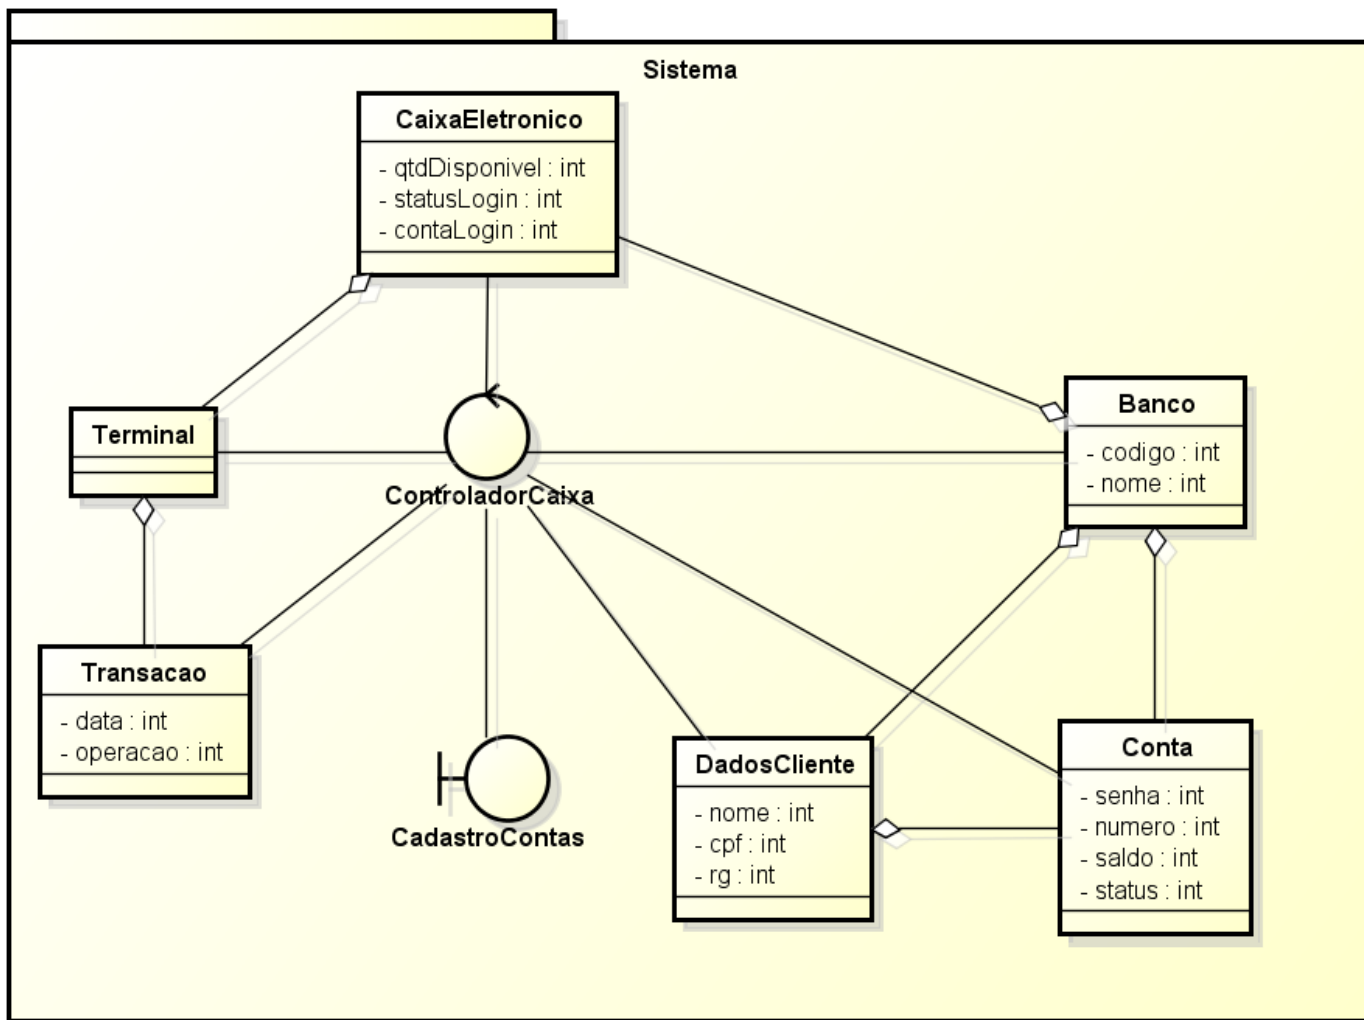 Sistema
CaixaEletronico
- qtdDisponivel : int
- statusLogin : int
- contaLogin : int
Terminal
ControladorCaixa
Banco
- codigo : int
- nome : int
Transacao
- data : int
- operacao : int
CadastroContas
DadosCliente
- nome : int
- cpf : int
- rg : int
Conta
- senha : int
- numero : int
- saldo : int
- status : int